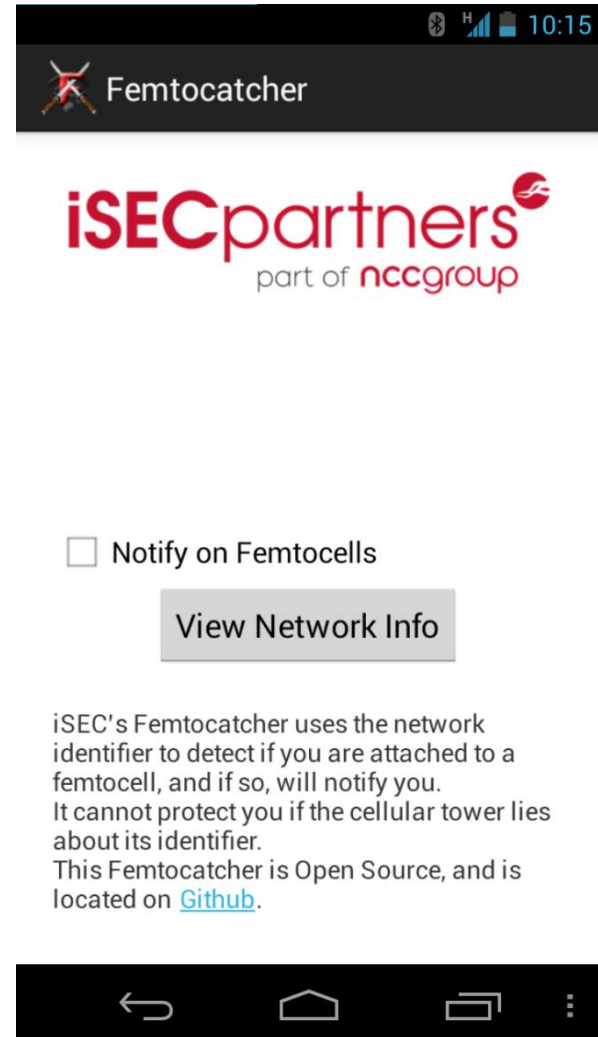 H 10:15
Femtocatcher
iSECpartners
part of nccgroup
Notify on Femtocells
View Network Info
iSEC's Femtocatcher uses the network
identifier to detect if you are attached to a
femtocell, and if so, will notify you.
It cannot protect you if the cellular tower lies
about its identifier.
This Femtocatcher is Open Source, and is
located on Github.